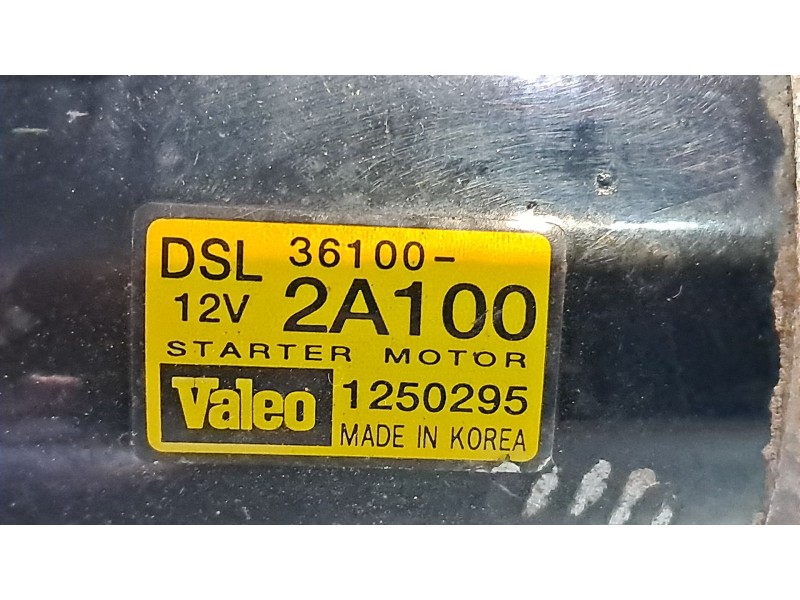 DSL 36100-
12V 2A100
STARTER MOTOR
Valeo 1250295
MADE IN KOREA